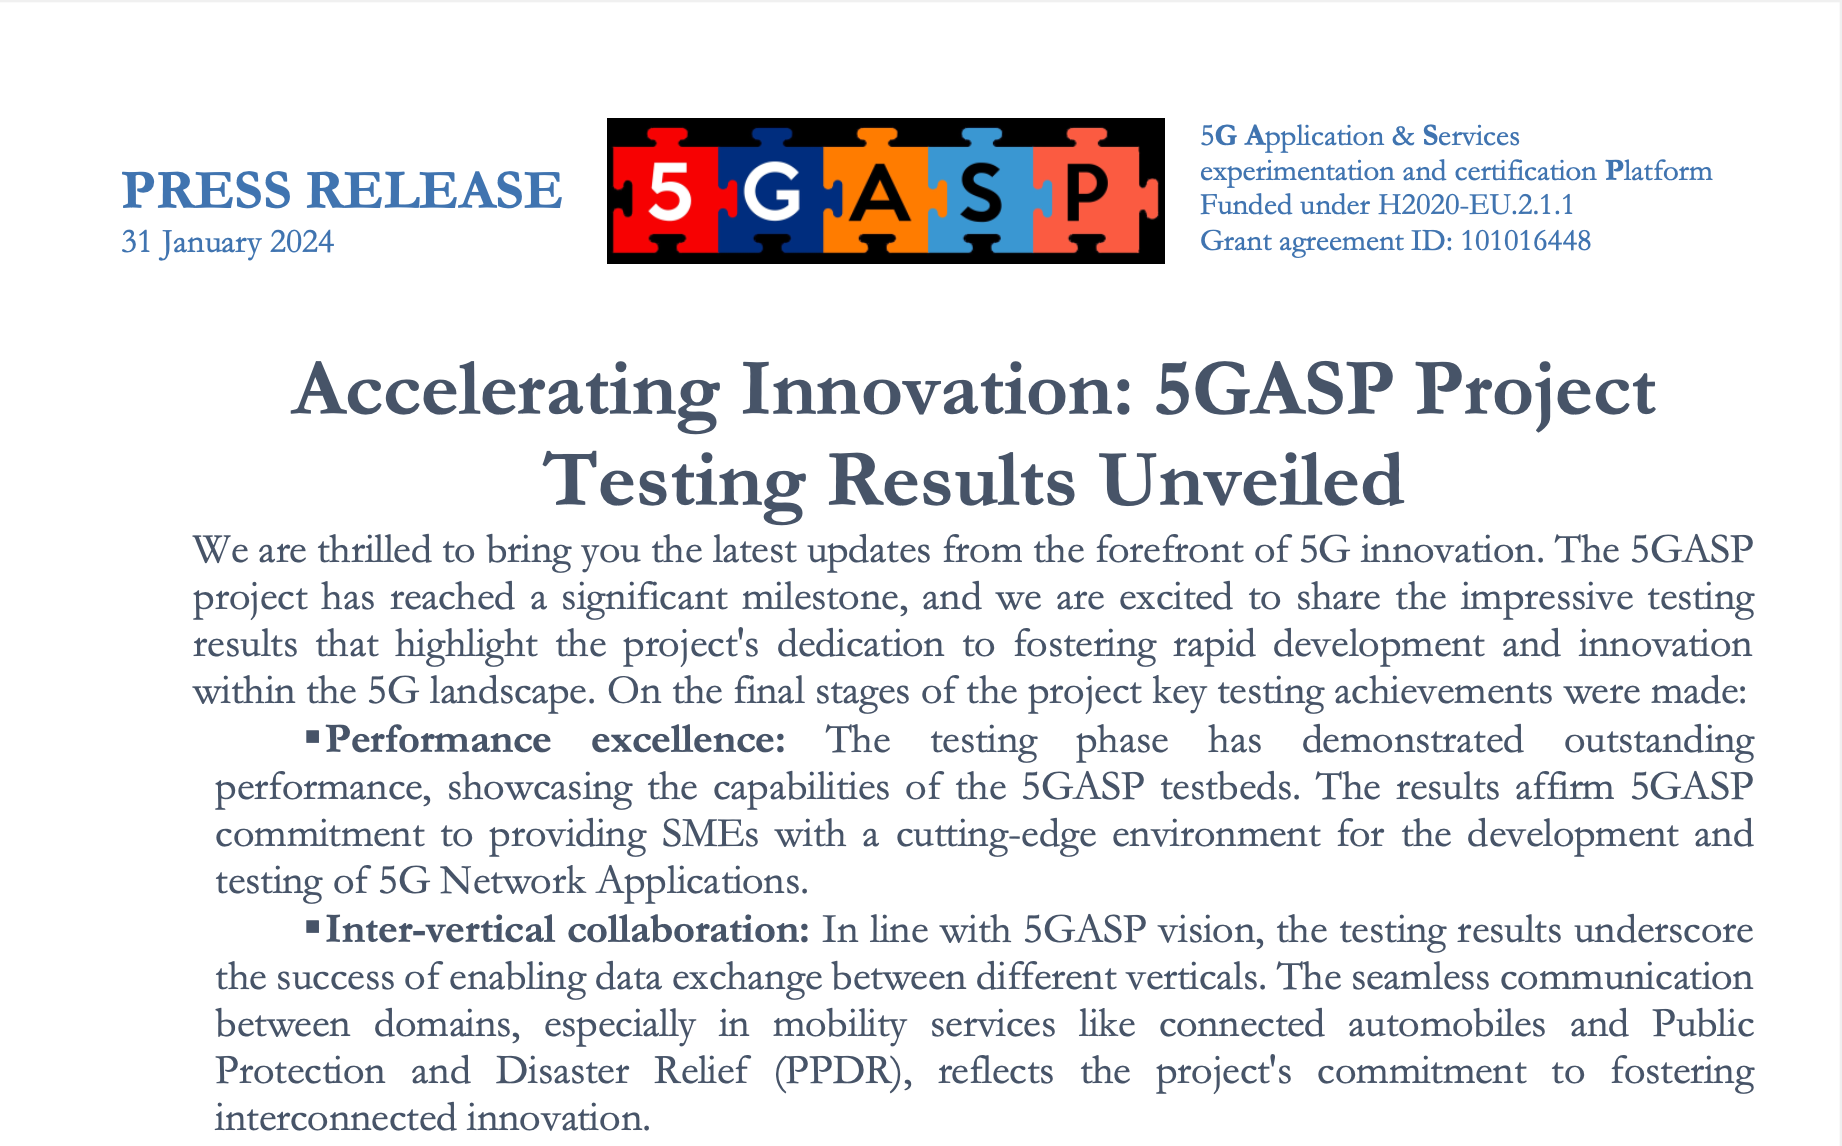 PRESS RELEASE
31 January 2024
5GASP
5G Application & Services
experimentation and certification Platform
Funded under H2020-EU.2.1.1
Grant agreement ID: 101016448
Accelerating Innovation: 5GASP Project
Testing Results Unveiled
We are thrilled to bring you the latest updates from the forefront of 5G innovation. The 5GASP
project has reached a significant milestone, and we are excited to share the impressive testing
results that highlight the project's dedication to fostering rapid development and innovation
within the 5G landscape. On the final stages of the project key testing achievements were made:
▪Performance excellence: The testing phase has demonstrated outstanding
performance, showcasing the capabilities of the 5GASP testbeds. The results affirm 5GASP
commitment to providing SMEs with a cutting-edge environment for the development and
testing of 5G Network Applications.
▪Inter-vertical collaboration: In line with 5GASP vision, the testing results underscore
the success of enabling data exchange between different verticals. The seamless communication
between domains, especially in mobility services like connected automobiles and Public
Protection and Disaster Relief (PPDR), reflects the project's commitment to fostering
interconnected innovation.